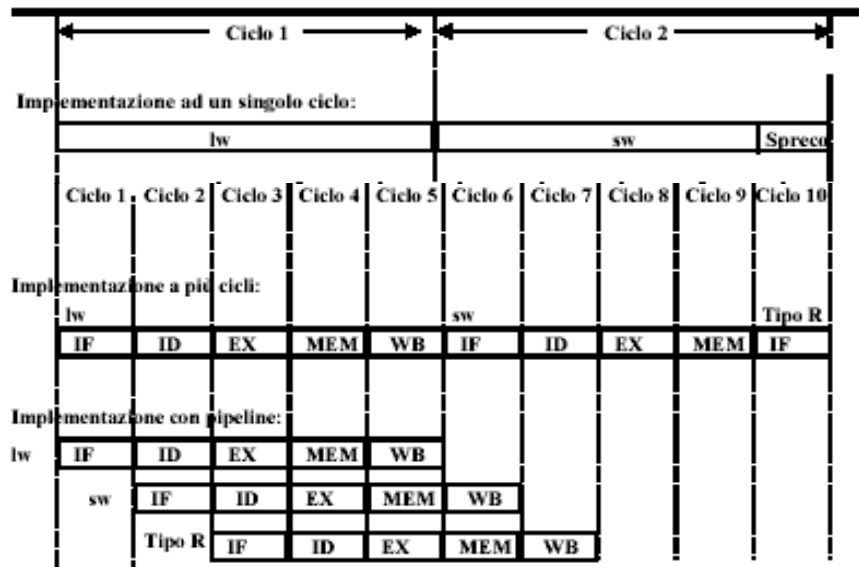 Ciclo 1 Ciclo 2
Implementazione ad un singolo ciclo:
lw sw Spreco
Ciclo 1 Ciclo 2 Ciclo 3 Ciclo 4 Ciclo 5 Ciclo 6 Ciclo 7 Ciclo 8 Ciclo 9 Ciclo 10
Implementazione a più cicli:
lw sw Tipo R
IF ID EX MEM WB IF ID EX MEM IF
Implementazione con pipeline:
lw IF ID EX MEM WB
sw IF ID EX MEM WB
Tipo R IF ID EX MEM WB